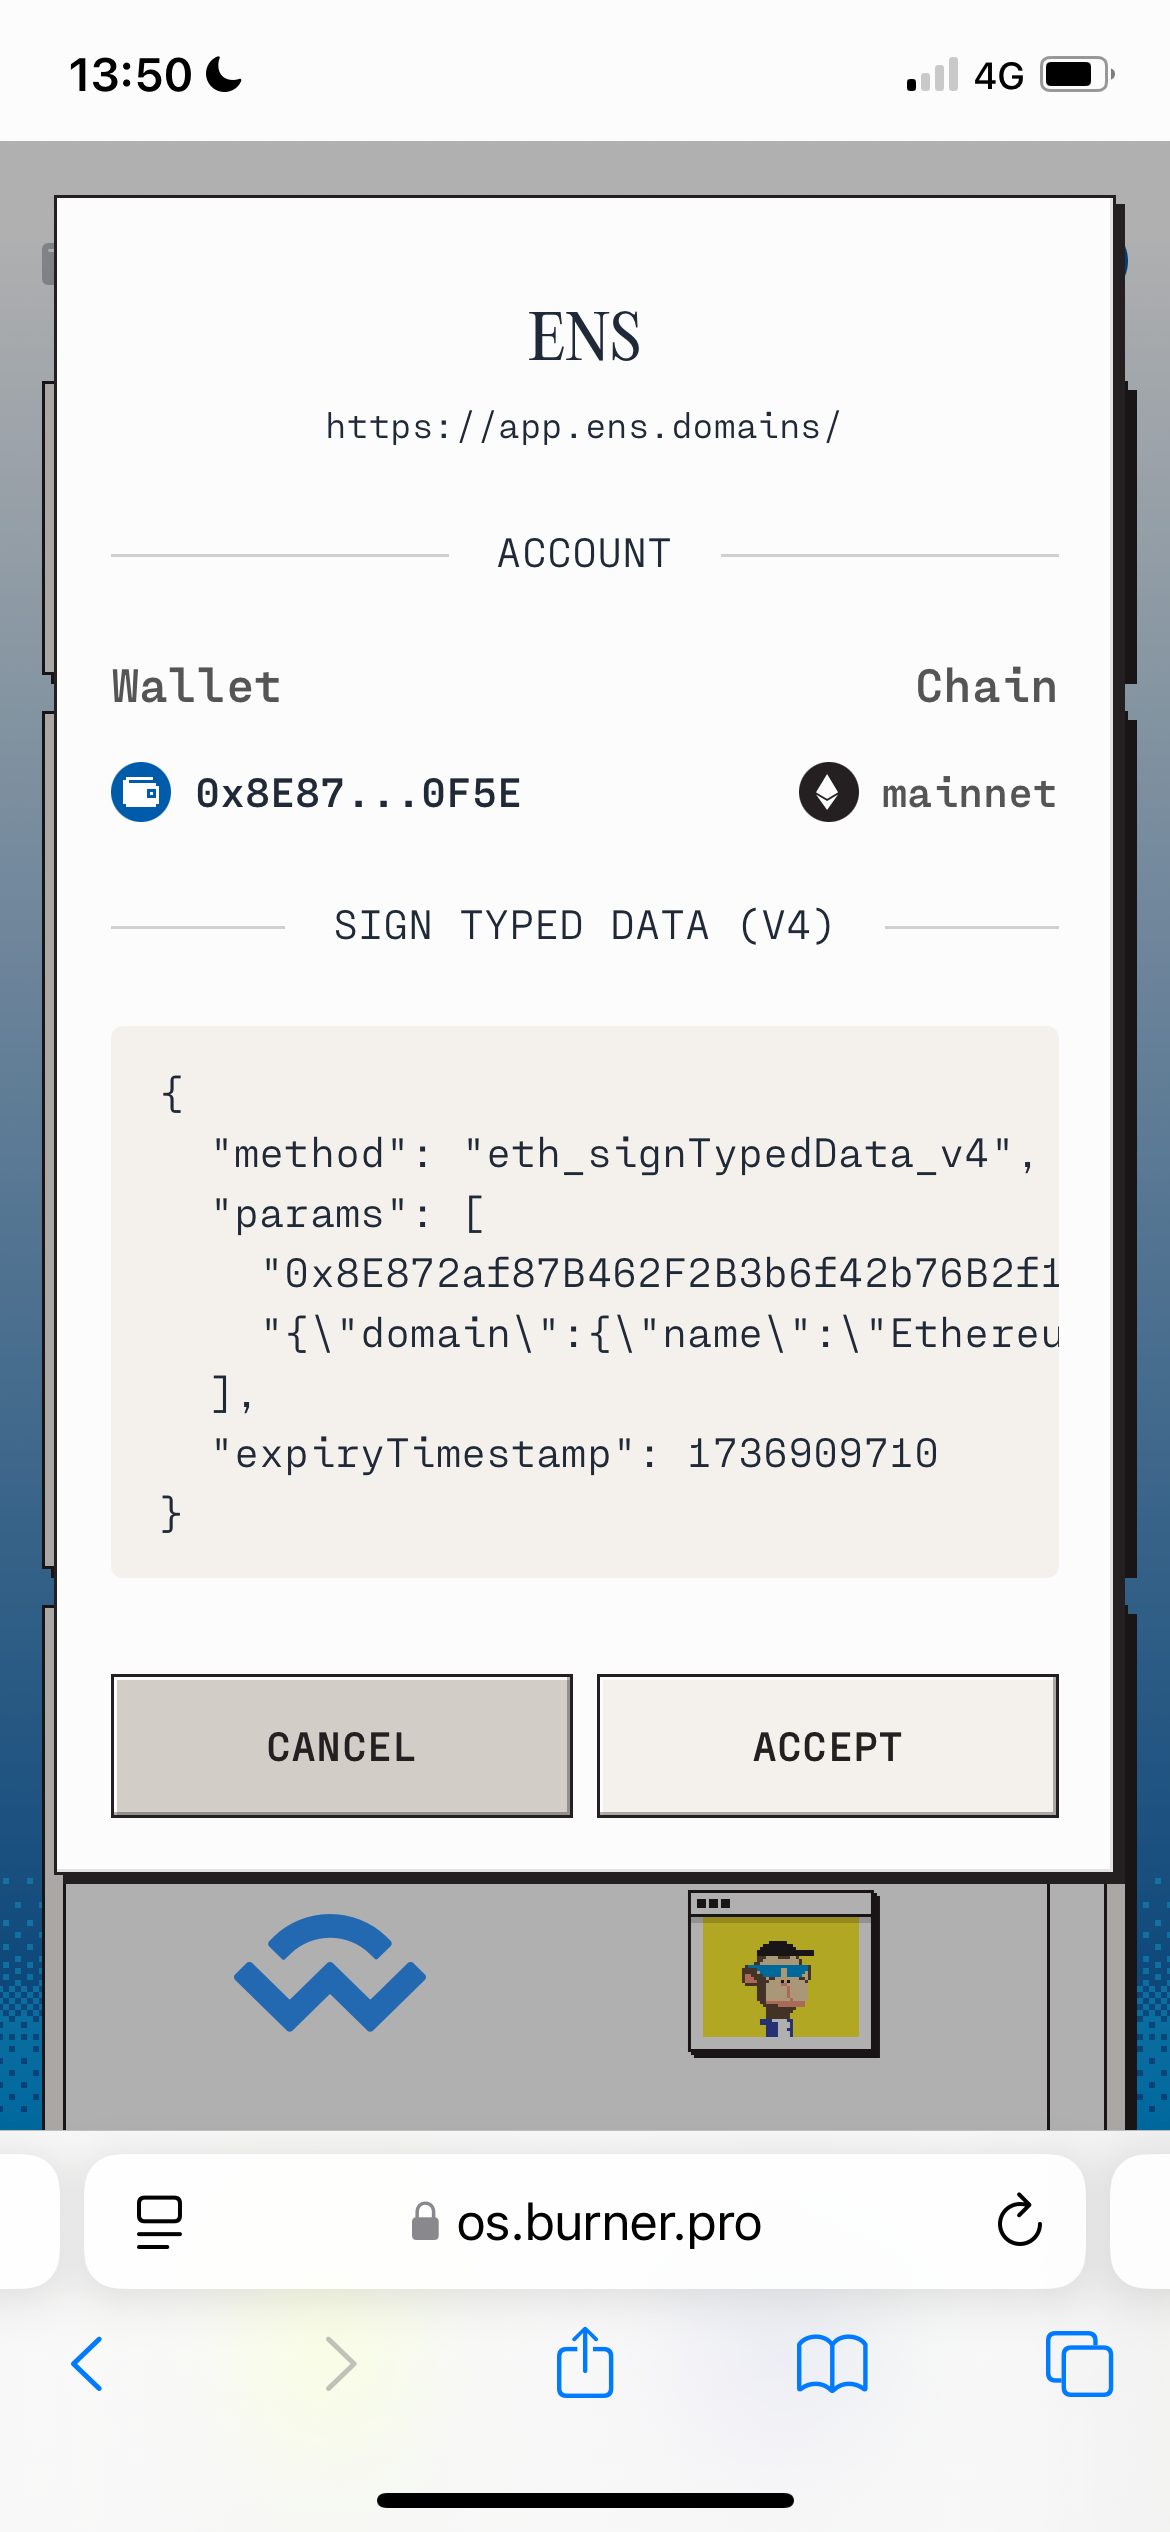 13:50
4G
ENS
https://app.ens.domains/
ACCOUNT
Wallet
Chain
0x8E87...0F5E
mainnet
SIGN TYPED DATA (V4)
{
"method": "eth_signTypedData_v4",
"params": [
"0x8E872af87B462F2B3b6f42b76B2f1
"{\"domain\":{\"name\":\"Ethereu
],
"expiryTimestamp": 1736909710
}
CANCEL
ACCEPT
os.burner.pro